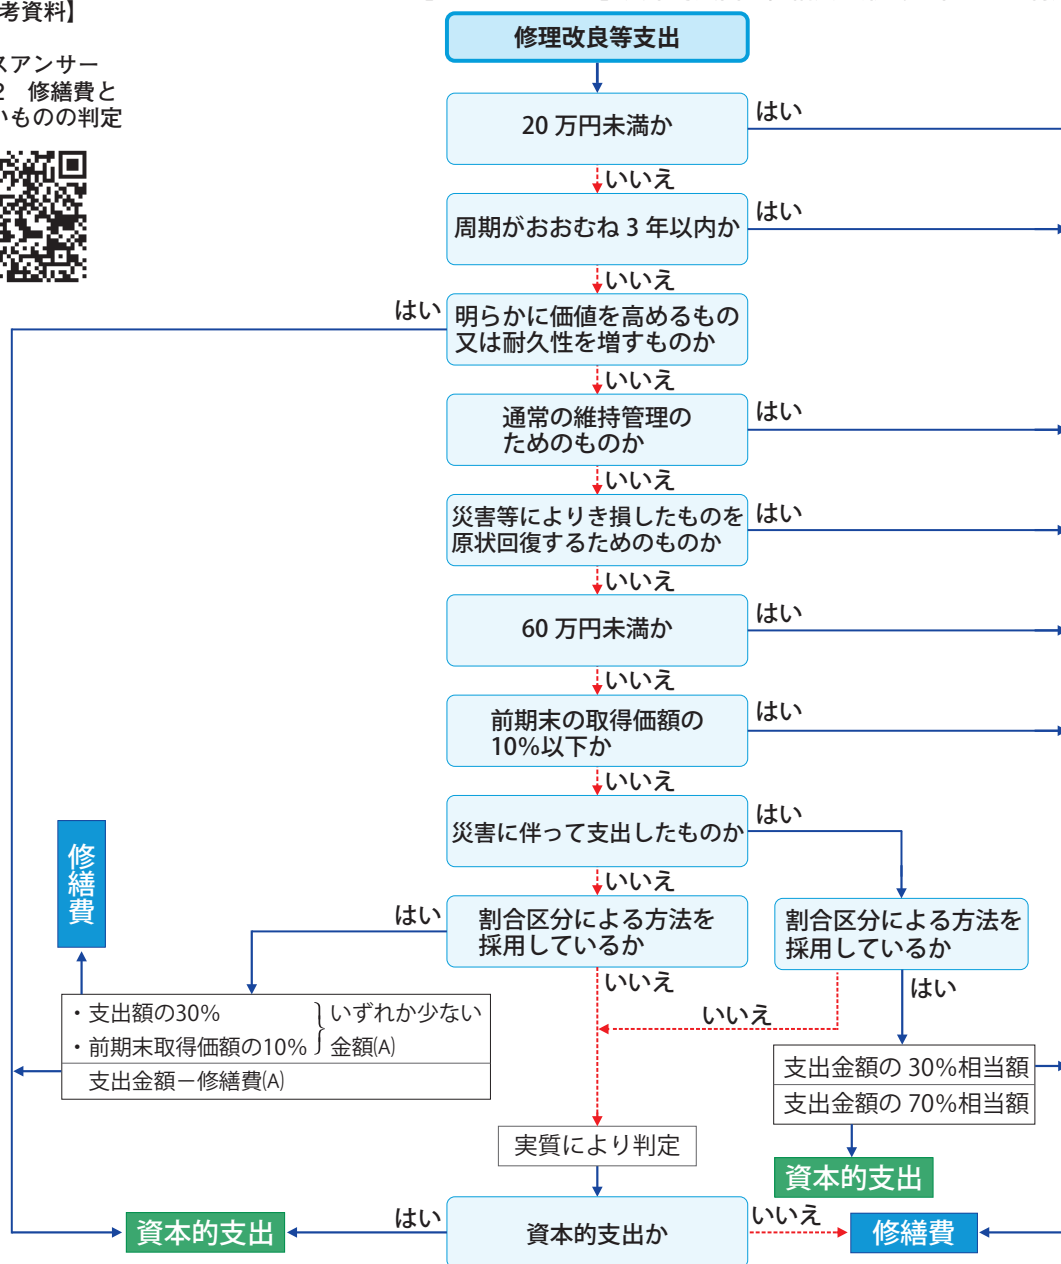 考資料】
修理改良等支出
スアンサー
2　修繕費と
いものの判定
20 万円未満か
はい
いいえ
周期がおおむね 3 年以内か
はい
いいえ
はい
明らかに価値を高めるもの
又は耐久性を増すものか
いいえ
通常の維持管理の
ためのものか
はい
いいえ
災害等によりき損したものを
原状回復するためのものか
はい
いいえ
60 万円未満か
はい
いいえ
前期末の取得価額の
10%以下か
はい
いいえ
災害に伴って支出したものか
はい
いいえ
修繕費
はい
割合区分による方法を
採用しているか
いいえ
割合区分による方法を
採用しているか
はい
いいえ
・支出額の30%
・前期末取得価額の10%
いずれか少ない
金額(A)
支出金額－修繕費(A)
支出金額の 30%相当額
支出金額の 70%相当額
実質により判定
資本的支出
資本的支出
はい
資本的支出か
いいえ
修繕費